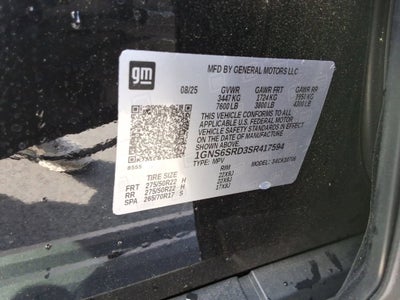 gm
MFD BY GENERAL MOTORS LLC
08/25 GVWR GAWR FRT GAWR RR
3447 KG 1724 KG 1950 KG
7600 LB 3800 LB 4300 LB
THIS VEHICLE CONFORMS TO ALL
APPLICABLE U.S. FEDERAL MOTOR
VEHICLE SAFETY STANDARDS IN
EFFECT ON THE DATE OF MANUFACTURE
SHOWN ABOVE.
1GNS6SRD3SR417594
TYPE: MPV
TIRE SIZE RIM
FRT 275/50R22 H 22X9J
RR 275/50R22 H 22X9J
SPA 265/70R17 S 17X8J